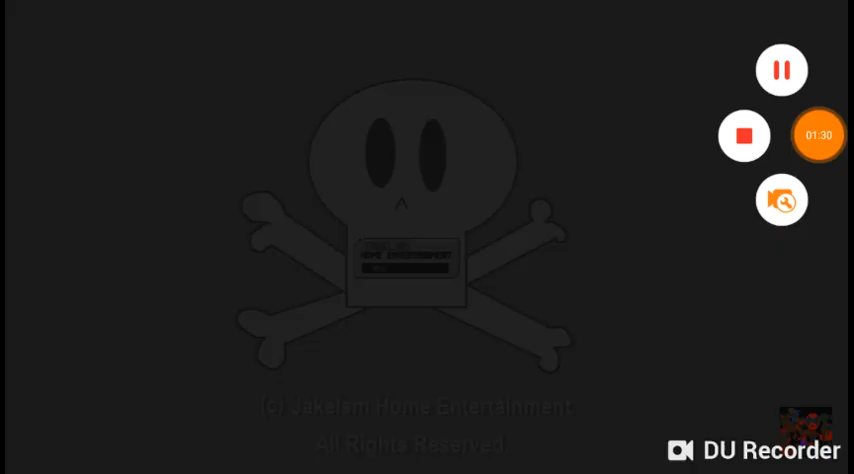 01:30
HOME ENTERTAINMENT
(c) JakeIsm Home Entertainment
All Rights Reserved.
DU Recorder